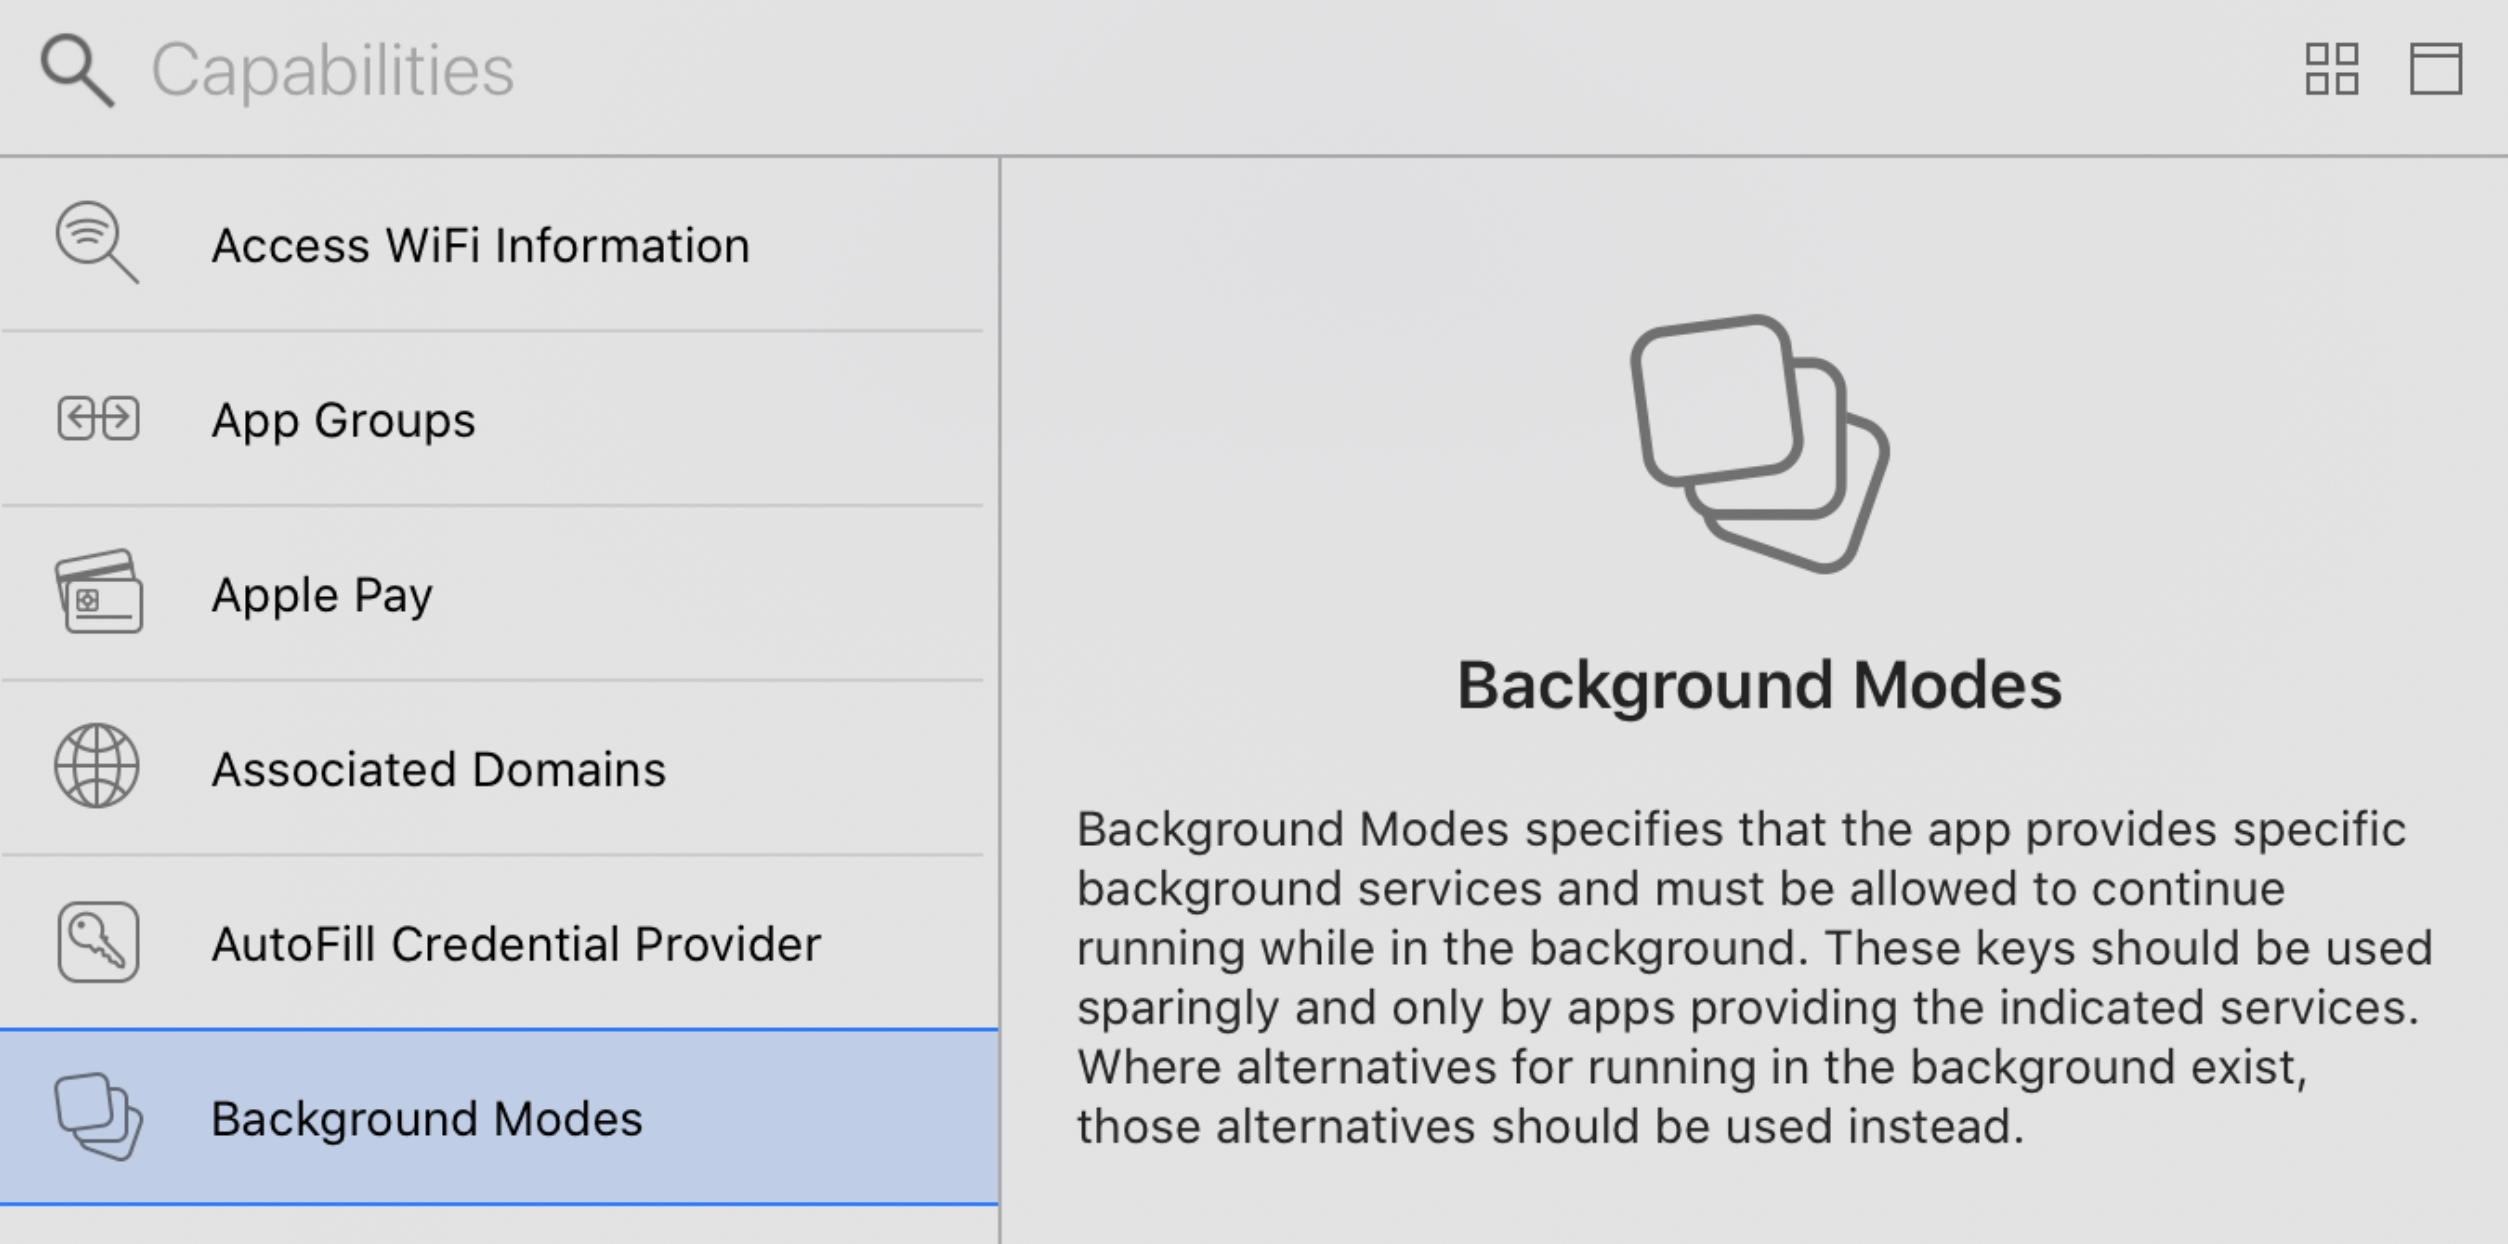 Capabilities
Access WiFi Information
App Groups
Apple Pay
Associated Domains
AutoFill Credential Provider
Background Modes
Background Modes
Background Modes specifies that the app provides specific
background services and must be allowed to continue
running while in the background. These keys should be used
sparingly and only by apps providing the indicated services.
Where alternatives for running in the background exist,
those alternatives should be used instead.